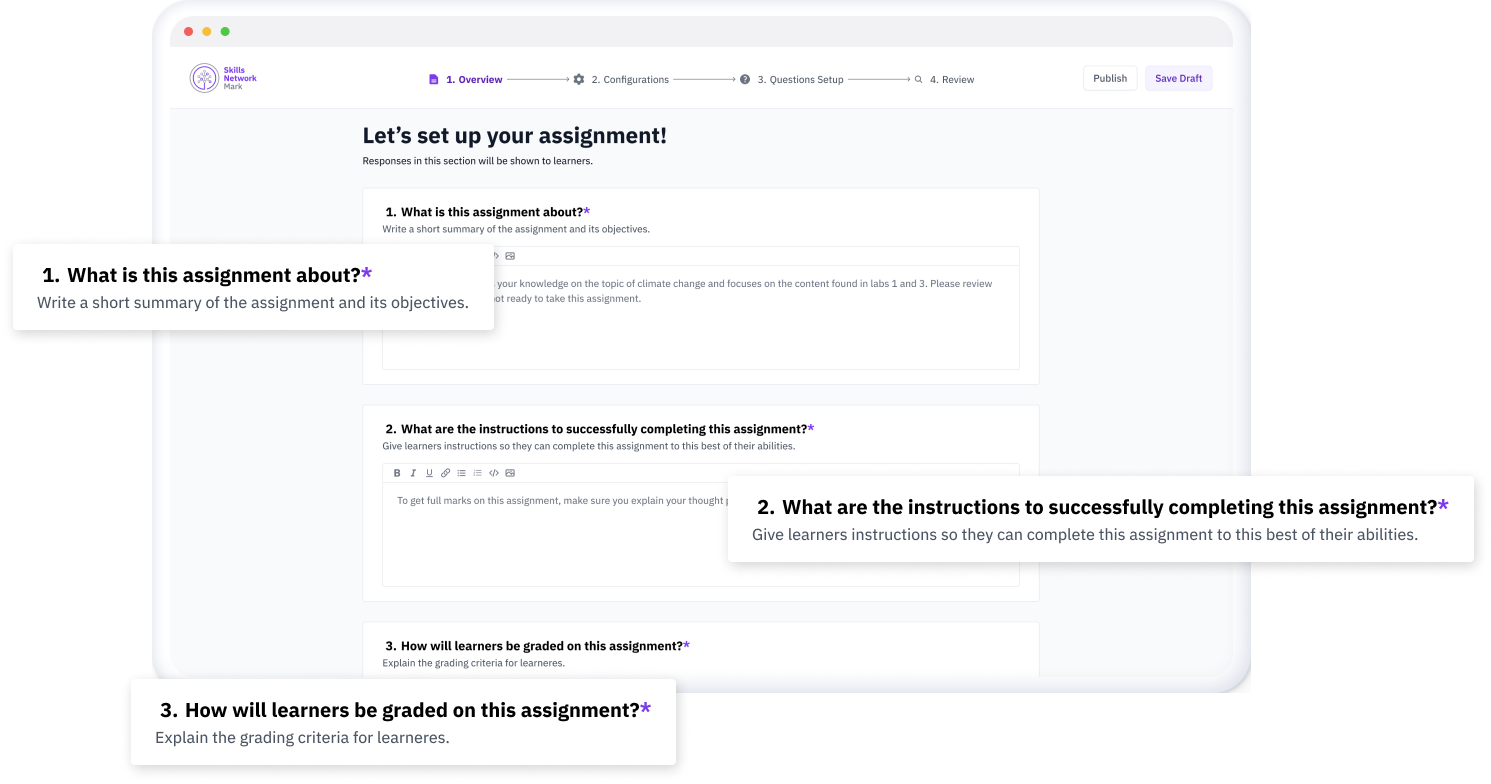 Skills
Network
Mark
1. Overview
2. Configurations
3. Questions Setup
4. Review
Publish
Save Draft
Let’s set up your assignment!
Responses in this section will be shown to learners.
1. What is this assignment about?*
Write a short summary of the assignment and its objectives.
1. What is this assignment about?*
Write a short summary of the assignment and its objectives.
your knowledge on the topic of climate change and focuses on the content found in labs 1 and 3. Please review
not ready to take this assignment.
2. What are the instructions to successfully completing this assignment?*
Give learners instructions so they can complete this assignment to this best of their abilities.
B I U
To get full marks on this assignment, make sure you explain your thought
2. What are the instructions to successfully completing this assignment?*
Give learners instructions so they can complete this assignment to this best of their abilities.
3. How will learners be graded on this assignment?*
Explain the grading criteria for learneres.
3. How will learners be graded on this assignment?*
Explain the grading criteria for learneres.